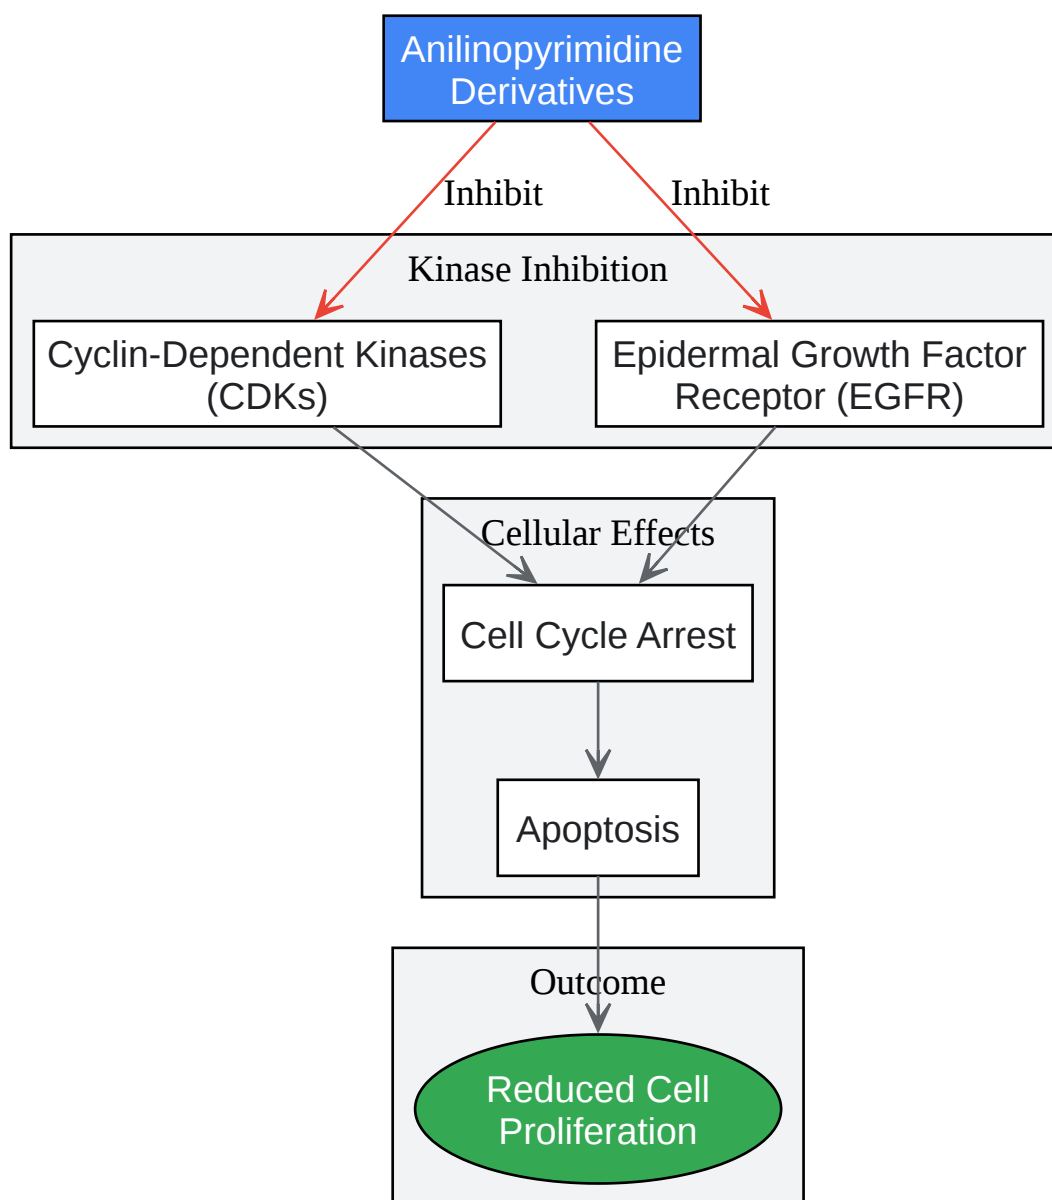 Anilinopyrimidine
Derivatives
Inhibit
Inhibit
Kinase Inhibition
Cyclin-Dependent Kinases
(CDKs)
Epidermal Growth Factor
Receptor (EGFR)
Cellular Effects
Cell Cycle Arrest
Apoptosis
Outcome
Reduced Cell
Proliferation